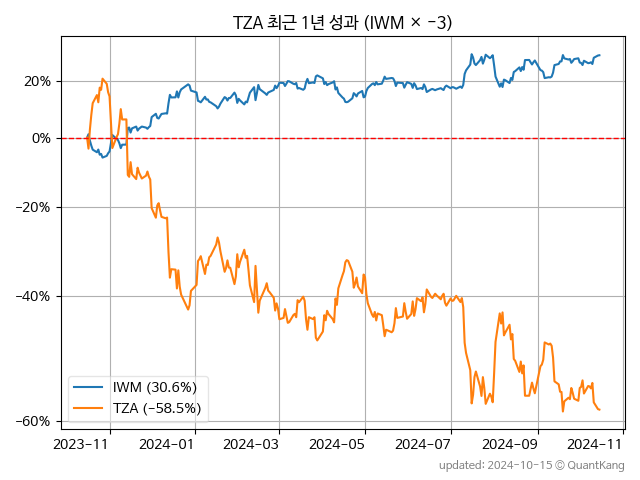 TZA 최근 1년 성과 (IWM × −3)
20%
0%
−20%
−40%
−60%
IWM (30.6%)
TZA (−58.5%)
2023-11 2024-01 2024-03 2024-05 2024-07 2024-09 2024-11
updated: 2024-10-15 © QuantKang